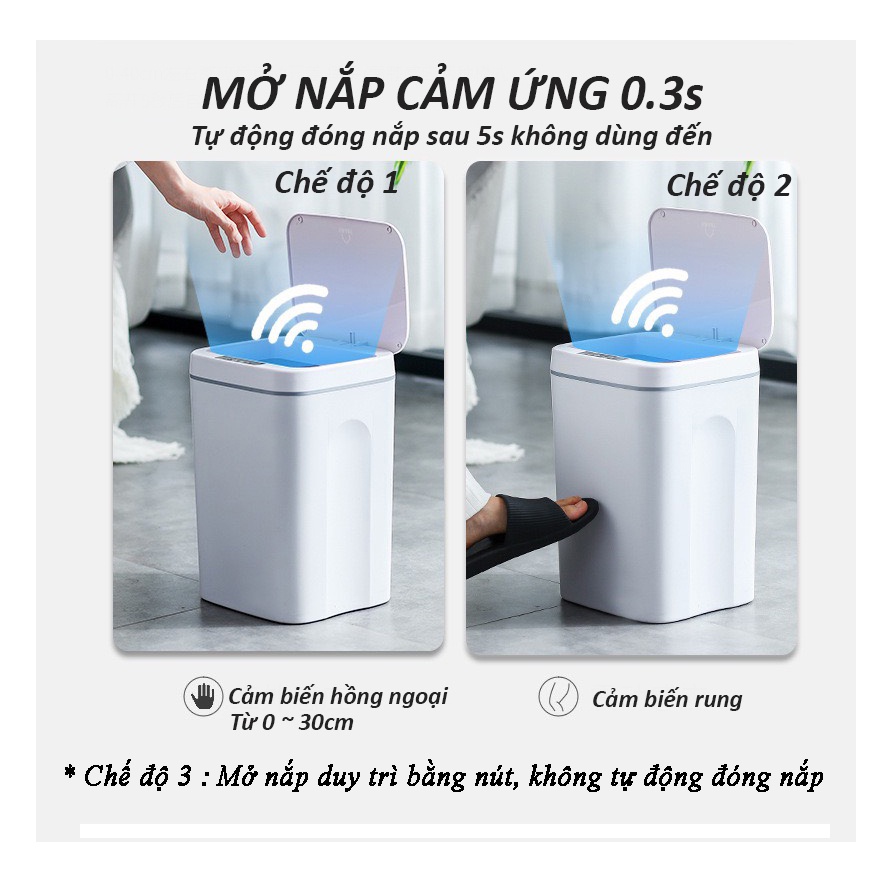 MỞ NẮP CẢM ỨNG 0.3s
Tự động đóng nắp sau 5s không dùng đến
Chế độ 1
Chế độ 2
Cảm biến hồng ngoại
Từ 0 ~ 30cm
Cảm biến rung
* Chế độ 3 : Mở nắp duy trì bằng nút, không tự động đóng nắp